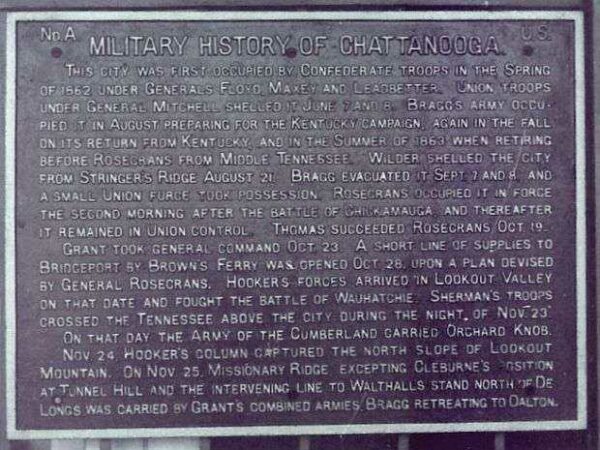 No. A U.S.
MILITARY HISTORY OF CHATTANOOGA.
THIS CITY WAS FIRST OCCUPIED BY CONFEDERATE TROOPS IN THE SPRING
OF 1862 UNDER GENERALS FLOYD, MAXEY AND LEADBETTER. UNION TROOPS
UNDER GENERAL MITCHELL SHELLED IT JUNE 7 AND 8. BRAGG'S ARMY OCCU-
PIED IT IN AUGUST PREPARING FOR THE KENTUCKY CAMPAIGN, AGAIN IN THE FALL
ON ITS RETURN FROM KENTUCKY, AND IN THE SUMMER OF 1863, WHEN RETIRING
BEFORE ROSECRANS FROM MIDDLE TENNESSEE. WILDER SHELLED THE CITY
FROM STRINGER'S RIDGE AUGUST 21. BRAGG EVACUATED IT SEPT. 7 AND 8, AND
A SMALL UNION FORCE TOOK POSSESSION. ROSECRANS OCCUPIED IT IN FORCE
THE SECOND MORNING AFTER THE BATTLE OF CHICKAMAUGA, AND THEREAFTER
IT REMAINED IN UNION CONTROL. THOMAS SUCCEEDED ROSECRANS OCT. 19.
GRANT TOOK GENERAL COMMAND OCT. 23. A SHORT LINE OF SUPPLIES TO
BRIDGEPORT BY BROWN'S FERRY WAS OPENED OCT. 28, UPON A PLAN DEVISED
BY GENERAL ROSECRANS. HOOKER'S FORCES ARRIVED IN LOOKOUT VALLEY
ON THAT DATE AND FOUGHT THE BATTLE OF WAUHATCHIE. SHERMAN'S TROOPS
CROSSED THE TENNESSEE ABOVE THE CITY DURING THE NIGHT, OF NOV. 23.
ON THAT DAY THE ARMY OF THE CUMBERLAND CARRIED ORCHARD KNOB.
NOV. 24, HOOKER'S COLUMN CAPTURED THE NORTH SLOPE OF LOOKOUT
MOUNTAIN. ON NOV. 25, MISSIONARY RIDGE EXCEPTING CLEBURNE'S POSITION
AT TUNNEL HILL AND THE INTERVENING LINE TO WALTHALLS STAND NORTH OF DE
LONGS WAS CARRIED BY GRANT'S COMBINED ARMIES, BRAGG RETREATING TO DALTON.